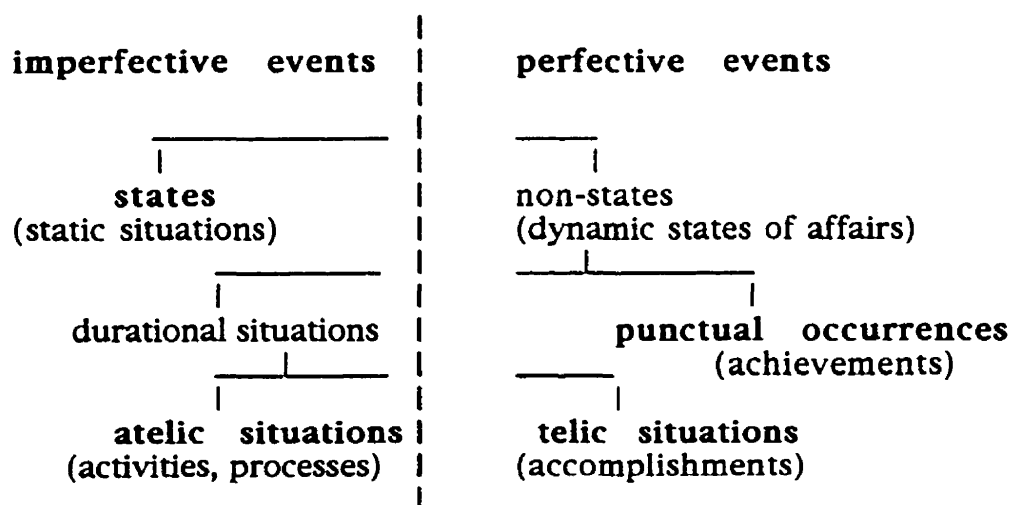 imperfective events
perfective events
states
(static situations)
non-states
(dynamic states of affairs)
durational situations
punctual occurrences
(achievements)
atelic situations
(activities, processes)
telic situations
(accomplishments)